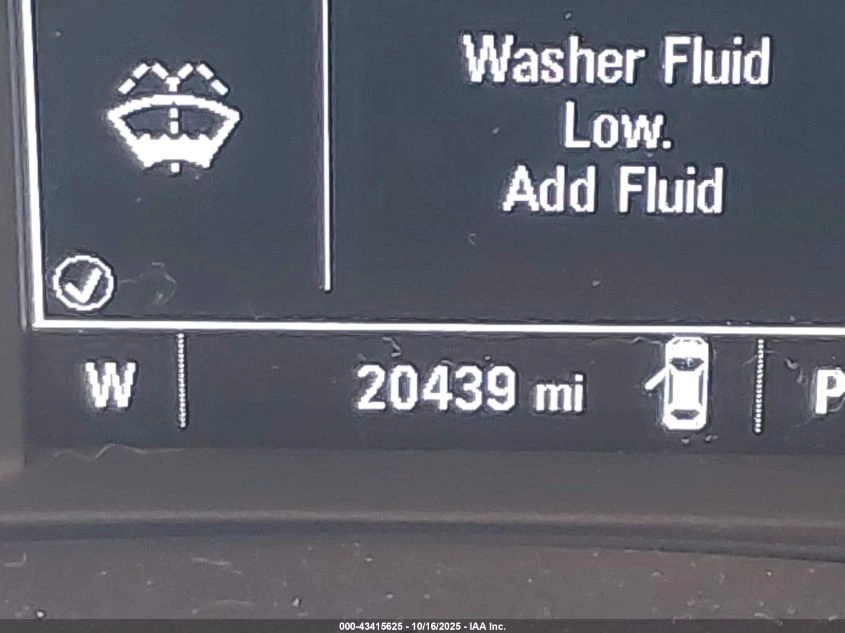 Washer Fluid
Low.
Add Fluid
W 20439 mi P
000-43415625 - 10/16/2025 - IAA Inc.